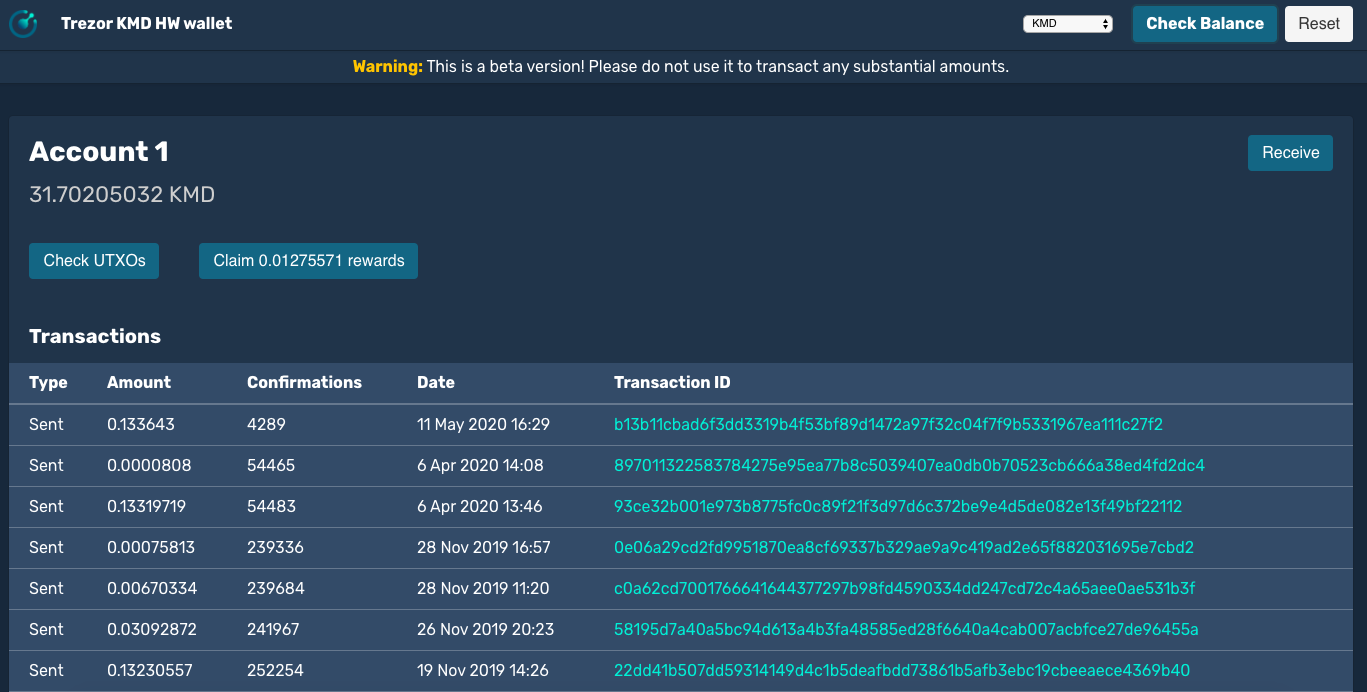 Trezor KMD HW wallet KMD Check Balance Reset
Warning: This is a beta version! Please do not use it to transact any substantial amounts.
Account 1 Receive
31.70205032 KMD
Check UTXOs Claim 0.01275571 rewards
Transactions
Type Amount Confirmations Date Transaction ID
Sent 0.133643 4289 11 May 2020 16:29 b13b11cbad6f3dd3319b4f53bf89d1472a97f32c04f7f9b5331967ea111c27f2
Sent 0.0000808 54465 6 Apr 2020 14:08 897011322583784275e95ea77b8c5039407ea0db0b70523cb666a38ed4fd2dc4
Sent 0.13319719 54483 6 Apr 2020 13:46 93ce32b001e973b8775fc0c89f21f3d97d6c372be9e4d5de082e13f49bf22112
Sent 0.00075813 239336 28 Nov 2019 16:57 0e06a29cd2fd9951870ea8cf69337b329ae9a9c419ad2e65f882031695e7cbd2
Sent 0.00670334 239684 28 Nov 2019 11:20 c0a62cd7001766641644377297b98fd4590334dd247cd72c4a65aee0ae531b3f
Sent 0.03092872 241967 26 Nov 2019 20:23 58195d7a40a5bc94d613a4b3fa48585ed28f6640a4cab007acbfce27de96455a
Sent 0.13230557 252254 19 Nov 2019 14:26 22dd41b507dd59314149d4c1b5deafbdd73861b5afb3ebc19cbeeaece4369b40